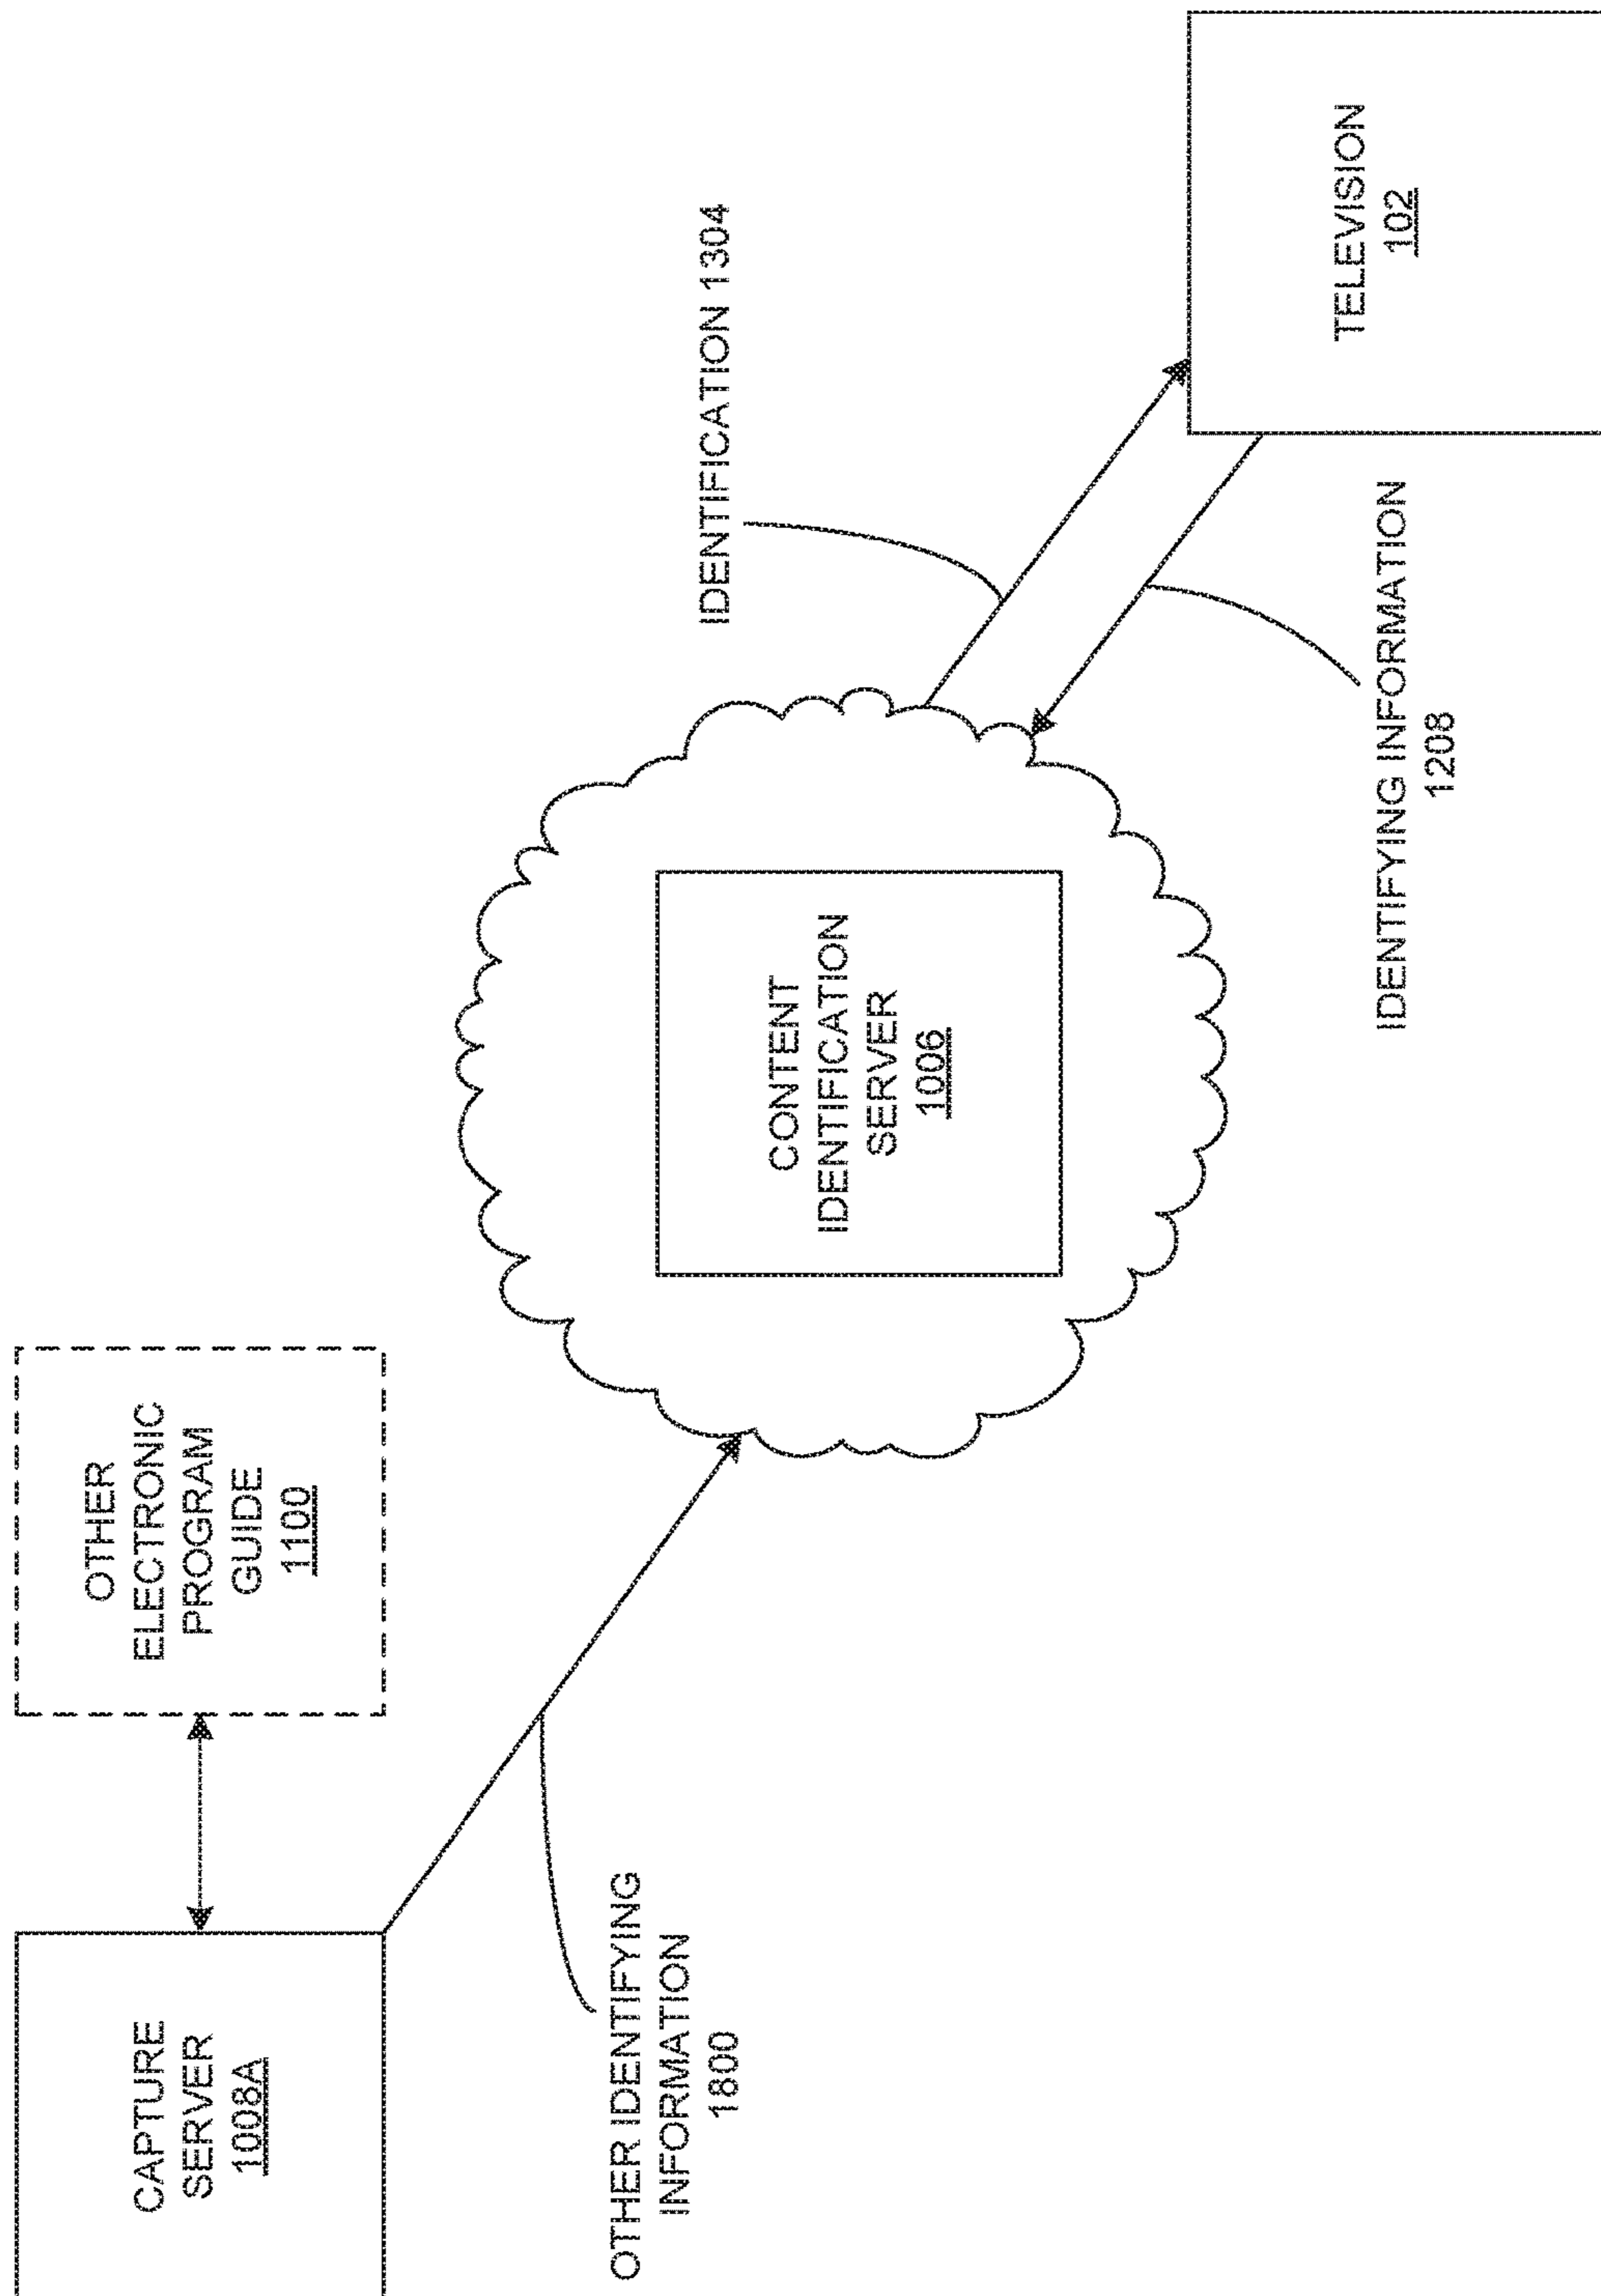 CAPTURE
SERVER
1008A
OTHER
ELECTRONIC
PROGRAM
GUIDE
1100
OTHER IDENTIFYING
INFORMATION
1800
CONTENT
IDENTIFICATION
SERVER
1006
IDENTIFICATION 1304
IDENTIFYING INFORMATION
1208
TELEVISION
102